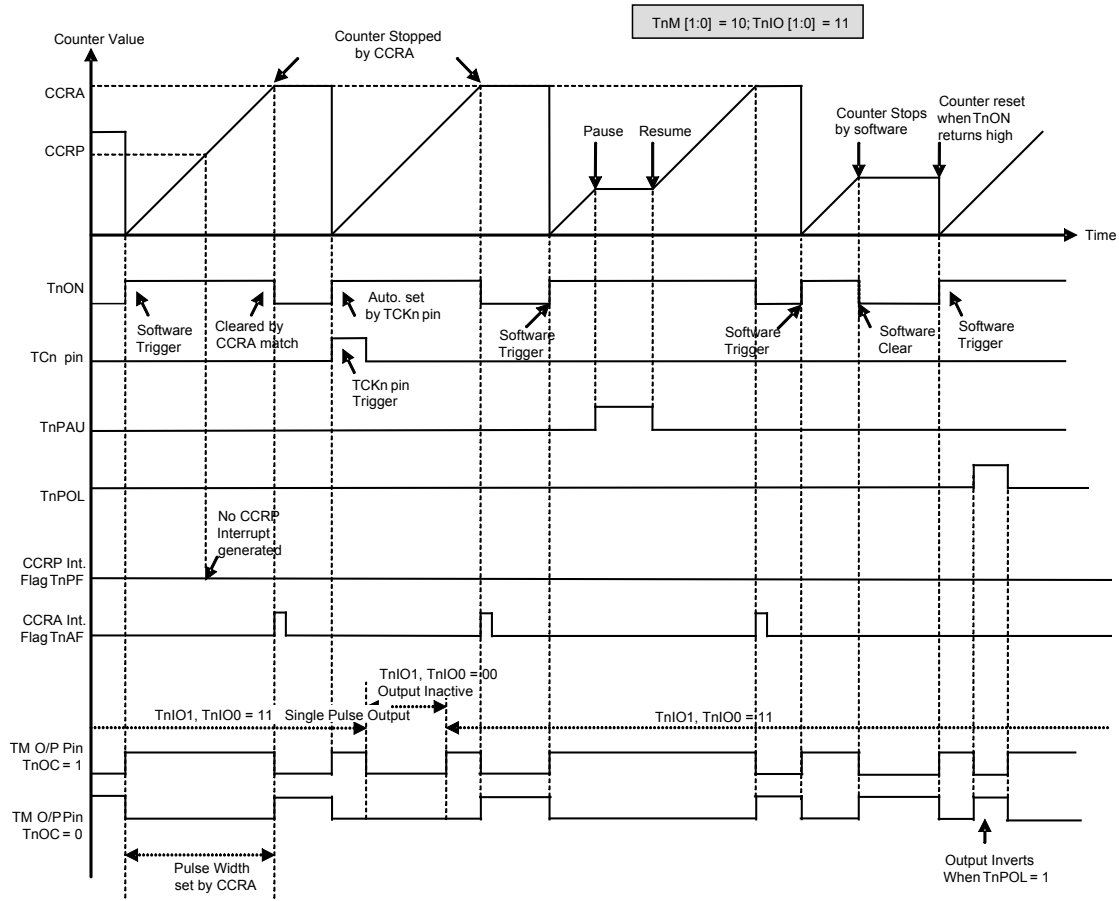 TnM [1:0] = 10; TnIO [1:0] = 11
Counter Value
Counter Stopped
by CCRA
CCRA
CCRP
Pause
Resume
Counter Stops
by software
Counter reset
when TnON
returns high
Time
TnON
Software
Trigger
Cleared by
CCRA match
Auto. set
by TCKn pin
Software
Trigger
Software
Trigger
Software
Clear
Software
Trigger
TCn pin
TCKn pin
Trigger
TnPAU
TnPOL
No CCRP
Interrupt
generated
CCRP Int.
Flag TnPF
CCRA Int.
Flag TnAF
TnIO1, TnIO0 = 00
Output Inactive
TnIO1, TnIO0 = 11 Single Pulse Output
TnIO1, TnIO0 = 11
TM O/P Pin
TnOC = 1
TM O/P Pin
TnOC = 0
Pulse Width
set by CCRA
Output Inverts
When TnPOL = 1